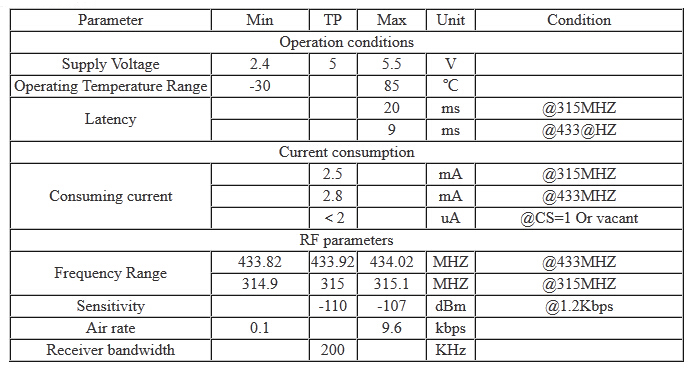 Parameter Min TP Max Unit Condition
Operation conditions
Supply Voltage 2.4 5 5.5 V
Operating Temperature Range -30 85 ℃
Latency 20 ms @315MHZ
9 ms @433@HZ
Current consumption
Consuming current 2.5 mA @315MHZ
2.8 mA @433MHZ
< 2 uA @CS=1 Or vacant
RF parameters
Frequency Range 433.82 433.92 434.02 MHZ @433MHZ
314.9 315 315.1 MHZ @315MHZ
Sensitivity -110 -107 dBm @1.2Kbps
Air rate 0.1 9.6 kbps
Receiver bandwidth 200 KHz